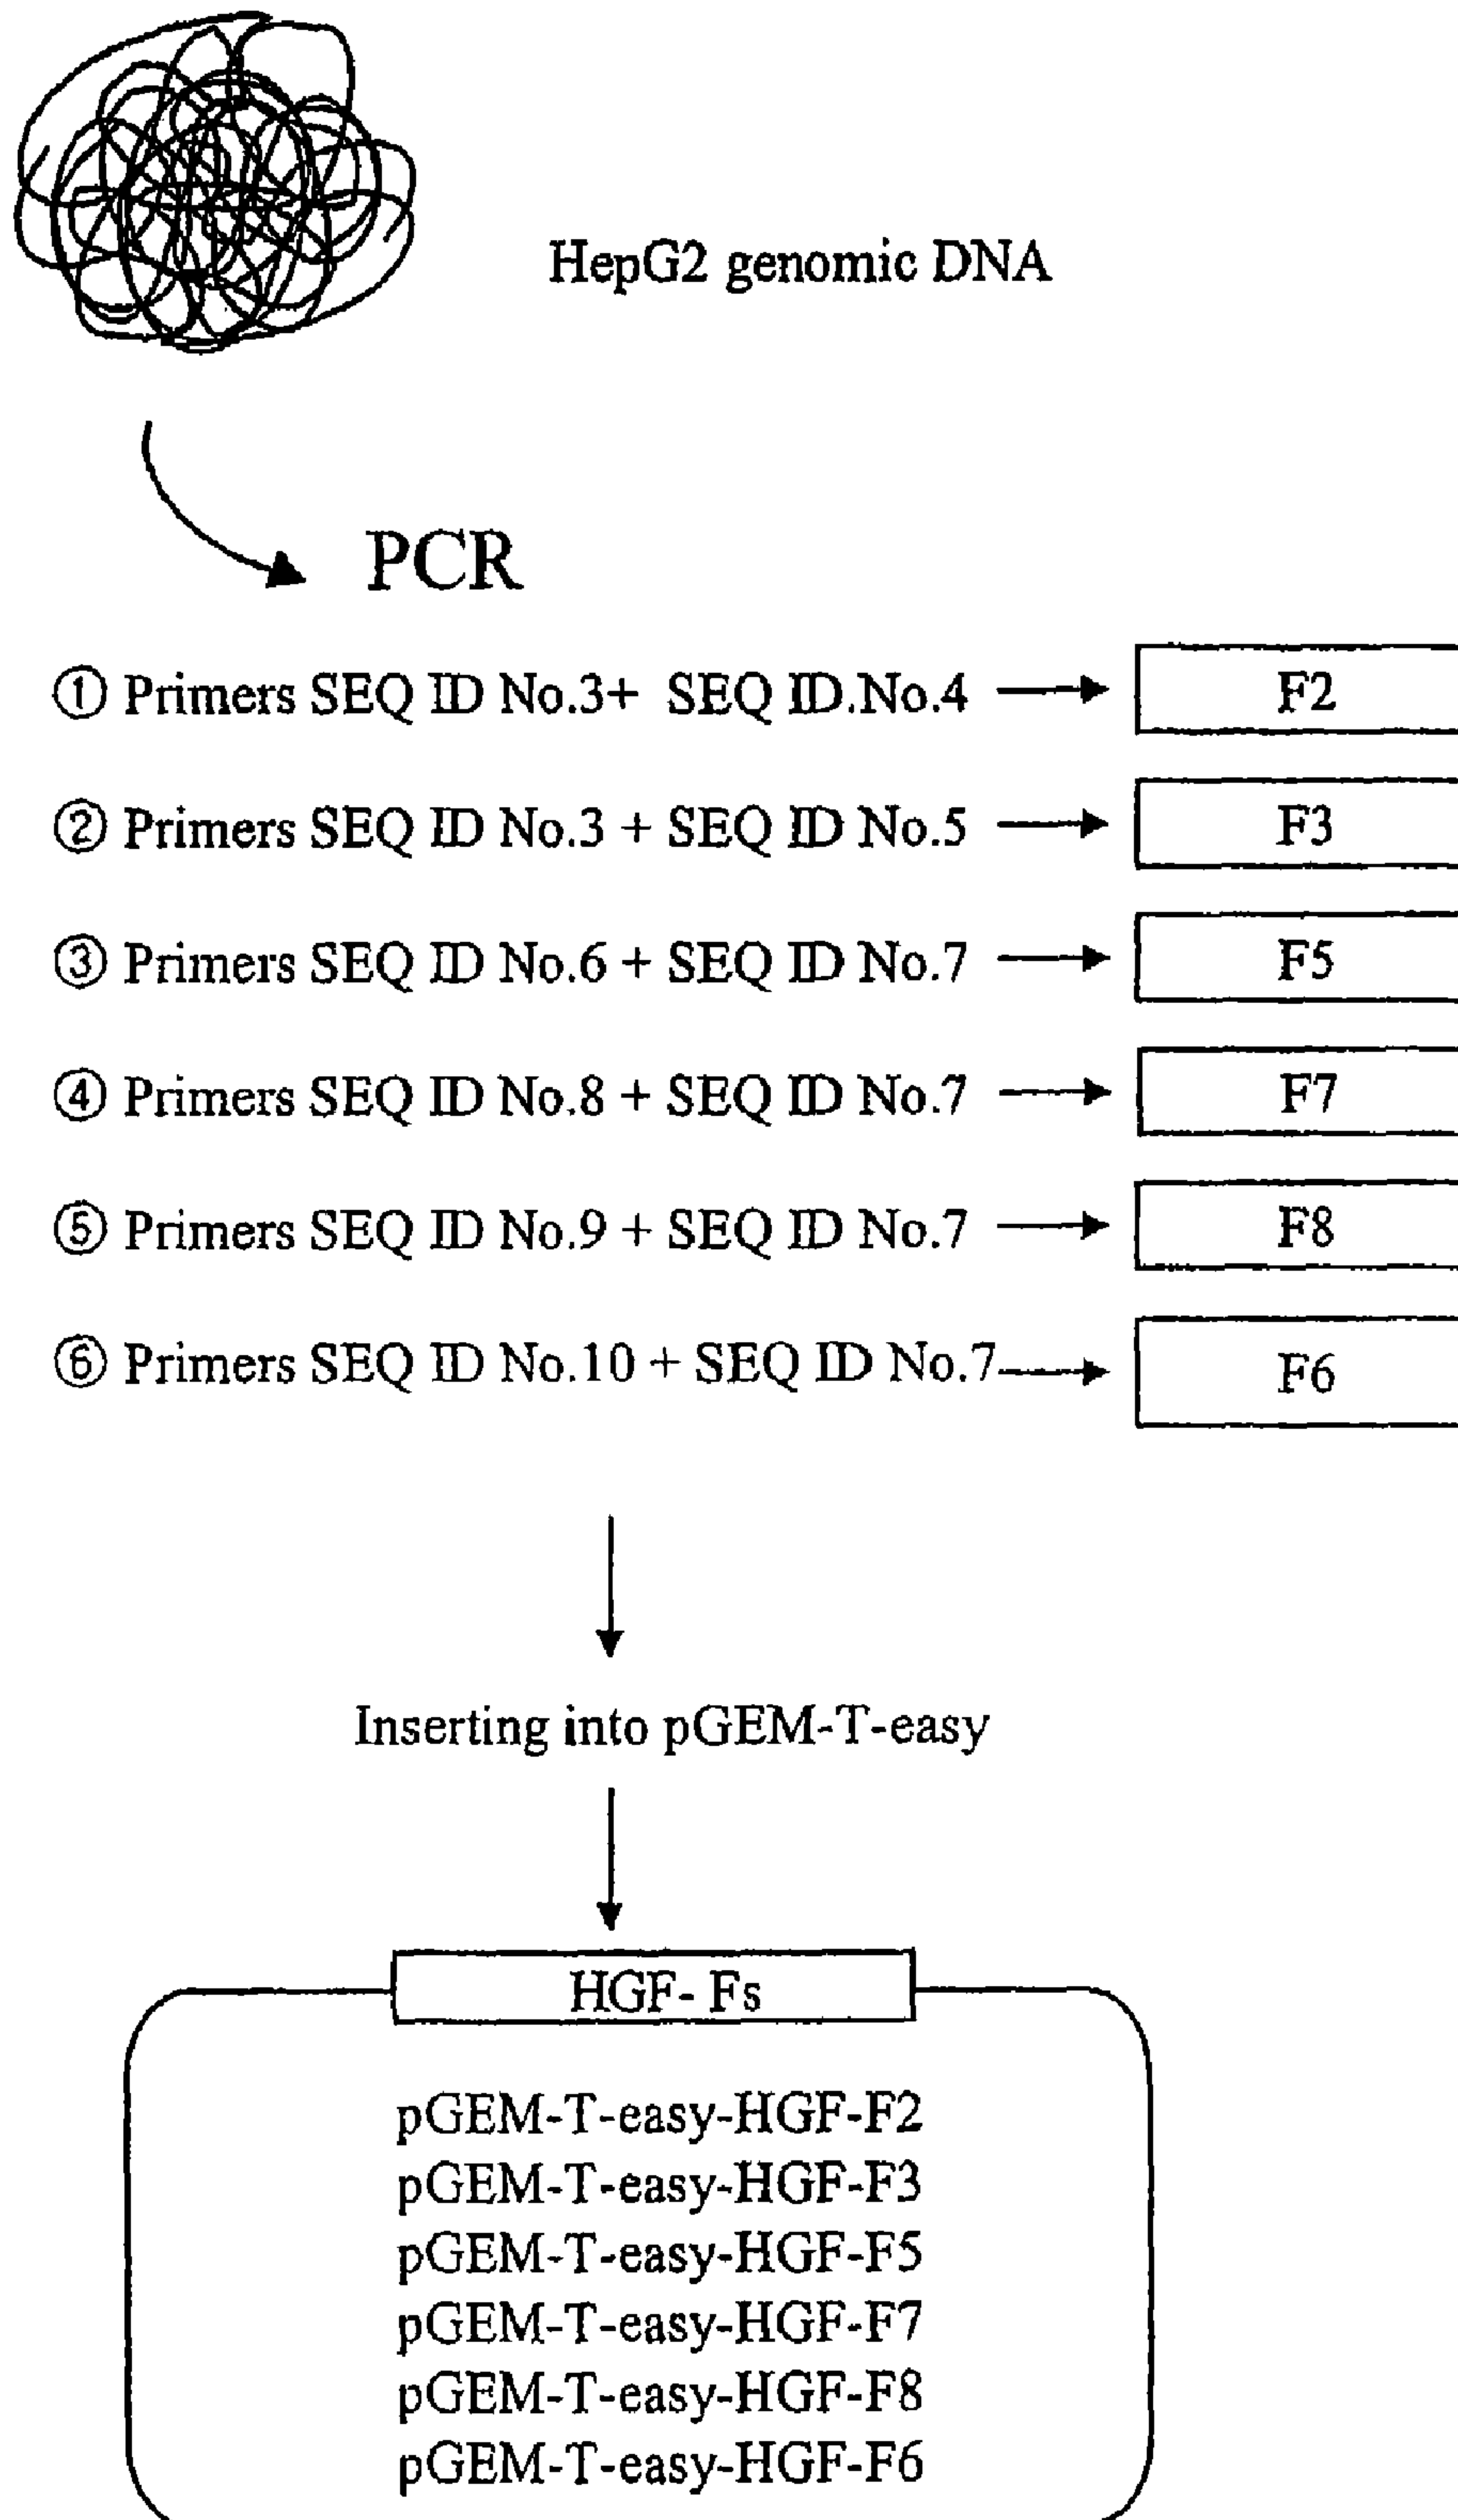 HepG2 genomic DNA
PCR
① Primers SEQ ID No.3+ SEQ ID.No.4 F2
② Primers SEQ ID No.3 + SEQ ID No.5 F3
③ Primers SEQ ID No.6 + SEQ ID No.7 F5
④ Primers SEQ ID No.8 + SEQ ID No.7 F7
⑤ Primers SEQ ID No.9 + SEQ ID No.7 F8
⑥ Primers SEQ ID No.10 + SEQ ID No.7 F6
Inserting into pGEM-T-easy
HGF- Fs
pGEM-T-easy-HGF-F2
pGEM-T-easy-HGF-F3
pGEM-T-easy-HGF-F5
pGEM-T-easy-HGF-F7
pGEM-T-easy-HGF-F8
pGEM-T-easy-HGF-F6